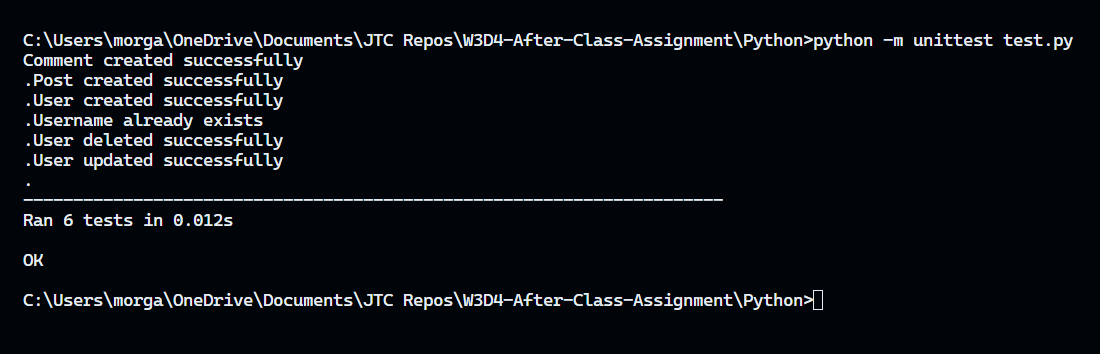 C:\Users\morga\OneDrive\Documents\JTC Repos\W3D4-After-Class-Assignment\Python>python -m unittest test.py
Comment created successfully
.Post created successfully
.User created successfully
.Username already exists
.User deleted successfully
.User updated successfully
.
----------------------------------------------------------------------
Ran 6 tests in 0.012s

OK

C:\Users\morga\OneDrive\Documents\JTC Repos\W3D4-After-Class-Assignment\Python>